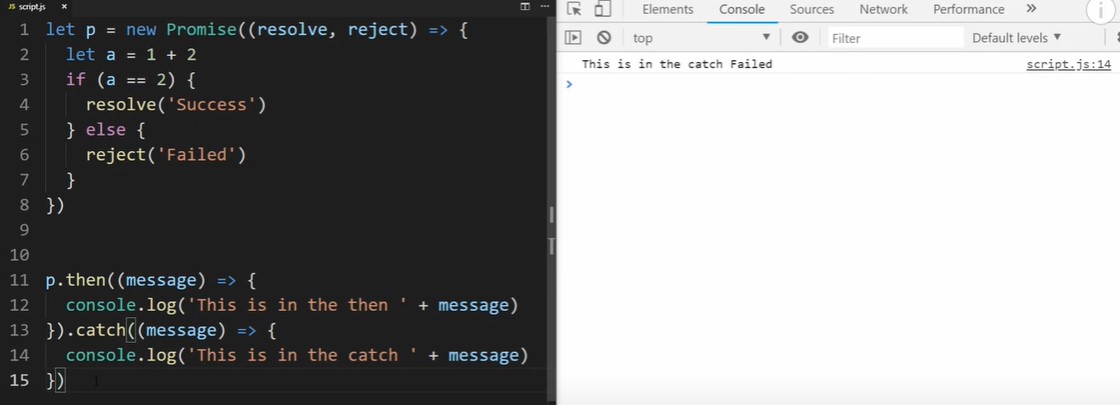 JS script.js ×
1 let p = new Promise((resolve, reject) => {
2 let a = 1 + 2
3 if (a == 2) {
4 resolve('Success')
5 } else {
6 reject('Failed')
7 }
8 })
9
10
11 p.then((message) => {
12 console.log('This is in the then ' + message)
13 }).catch((message) => {
14 console.log('This is in the catch ' + message)
15 })
Elements Console Sources Network Performance »
top Filter Default levels
This is in the catch Failed script.js:14
>